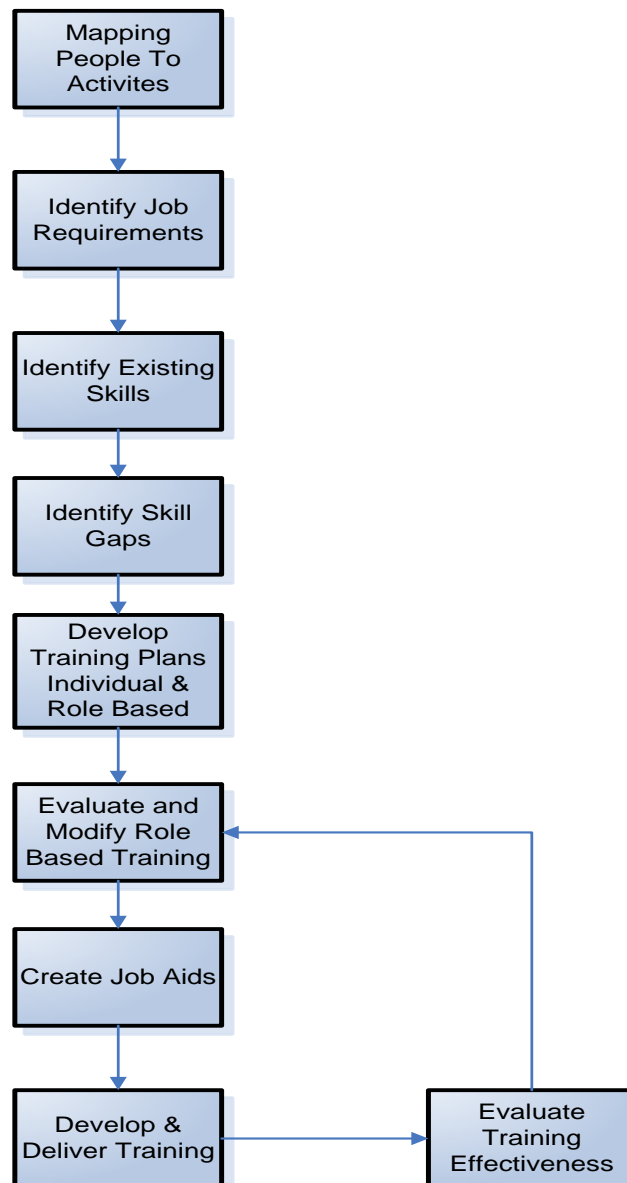 Mapping
People To
Activites
Identify Job
Requirements
Identify Existing
Skills
Identify Skill
Gaps
Develop
Training Plans
Individual &
Role Based
Evaluate and
Modify Role
Based Training
Create Job Aids
Develop &
Deliver Training
Evaluate
Training
Effectiveness